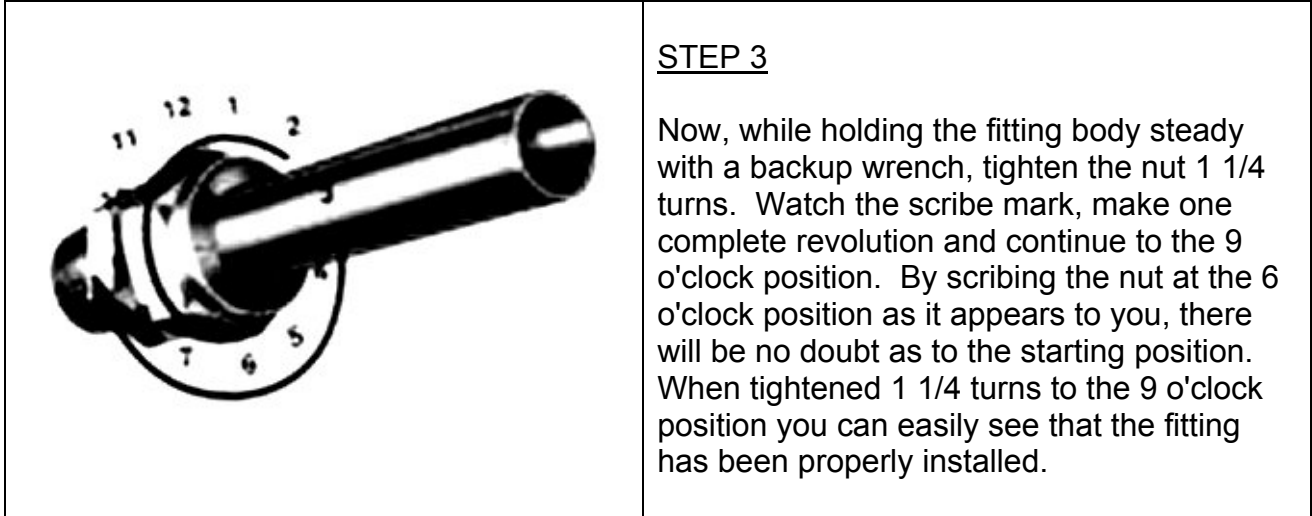 12 1
11 2
3
4
5
7 6
STEP 3
Now, while holding the fitting body steady
with a backup wrench, tighten the nut 1 1/4
turns. Watch the scribe mark, make one
complete revolution and continue to the 9
o'clock position. By scribing the nut at the 6
o'clock position as it appears to you, there
will be no doubt as to the starting position.
When tightened 1 1/4 turns to the 9 o'clock
position you can easily see that the fitting
has been properly installed.